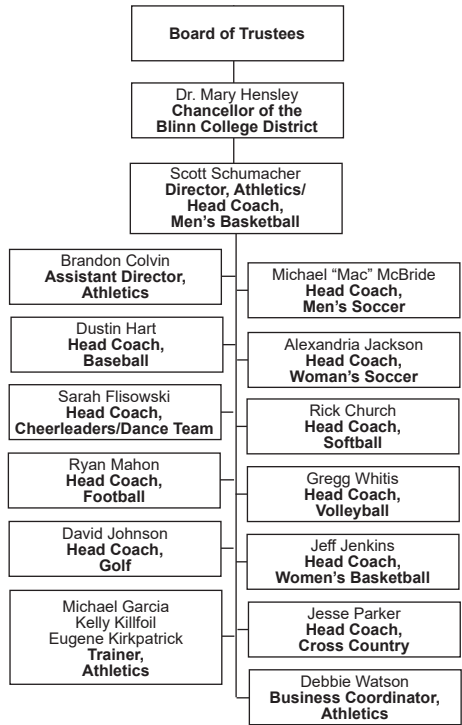 Board of Trustees
Dr. Mary Hensley
Chancellor of the
Blinn College District
Scott Schumacher
Director, Athletics/
Head Coach,
Men's Basketball
Brandon Colvin
Assistant Director,
Athletics
Michael “Mac” McBride
Head Coach,
Men's Soccer
Dustin Hart
Head Coach,
Baseball
Alexandria Jackson
Head Coach,
Woman's Soccer
Sarah Flisowski
Head Coach,
Cheerleaders/Dance Team
Rick Church
Head Coach,
Softball
Ryan Mahon
Head Coach,
Football
Gregg Whitis
Head Coach,
Volleyball
David Johnson
Head Coach,
Golf
Jeff Jenkins
Head Coach,
Women's Basketball
Michael Garcia
Kelly Killfoil
Eugene Kirkpatrick
Trainer,
Athletics
Jesse Parker
Head Coach,
Cross Country
Debbie Watson
Business Coordinator,
Athletics